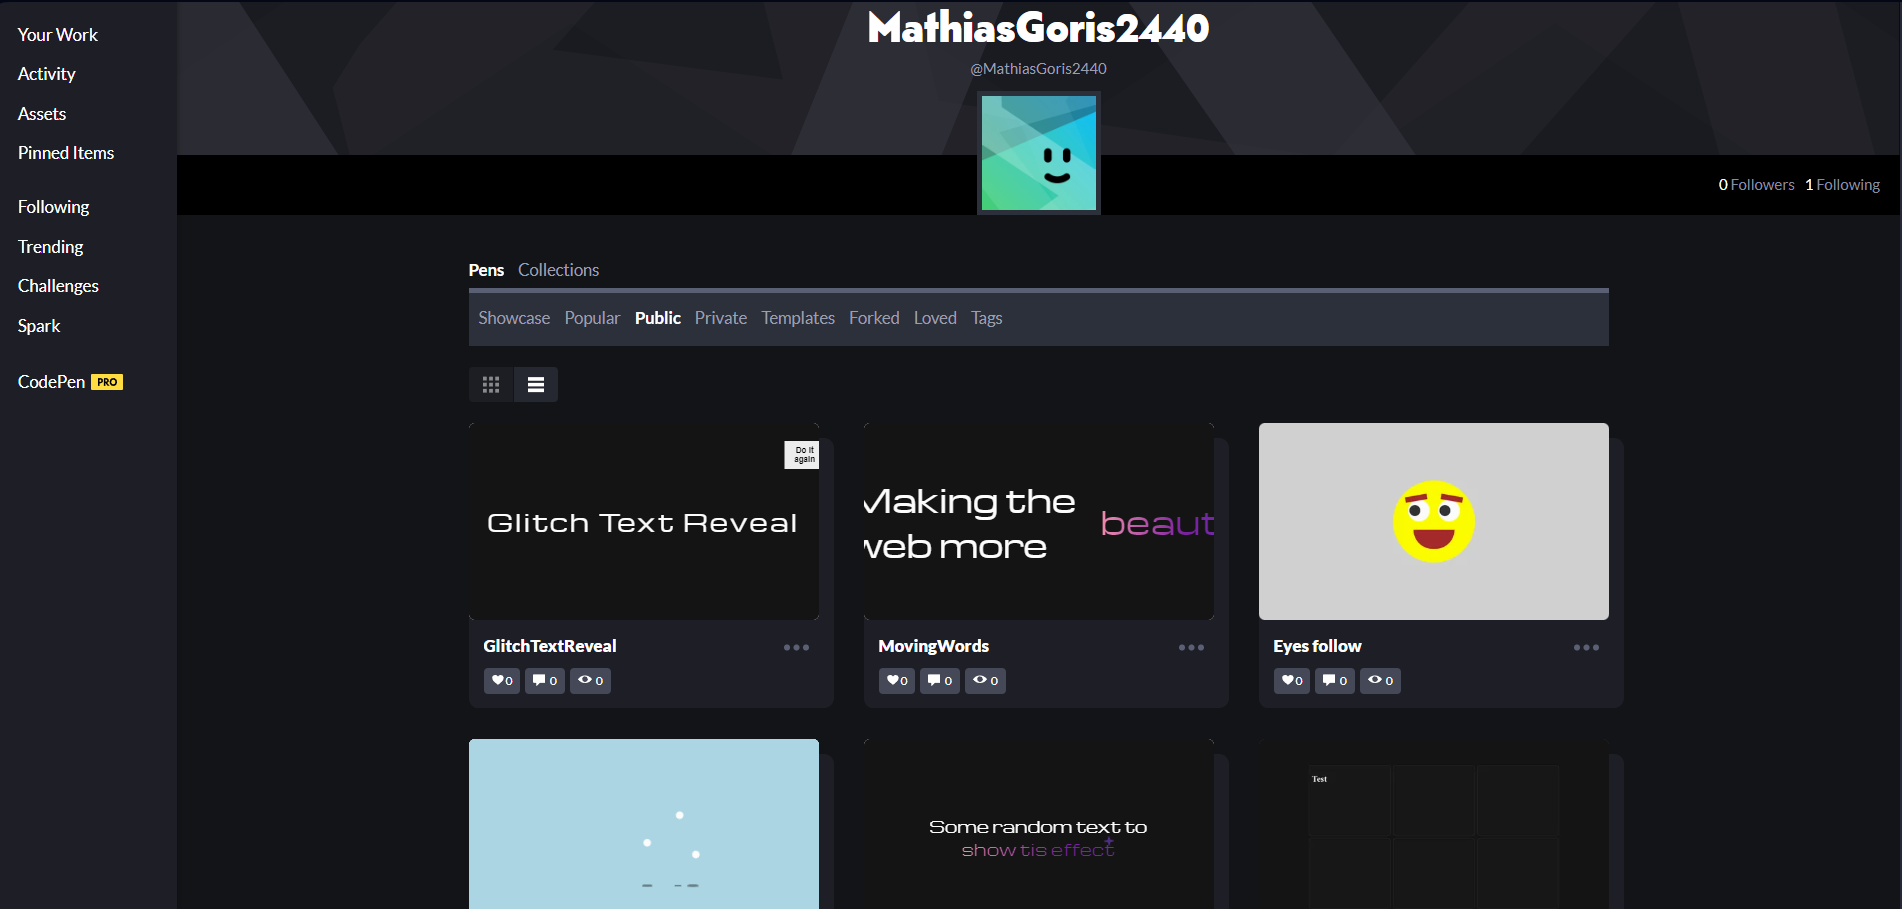 Your Work
Activity
Assets
Pinned Items
Following
Trending
Challenges
Spark
CodePen PRO
MathiasGoris2440
@MathiasGoris2440
0 Followers 1 Following
Pens Collections
Showcase Popular Public Private Templates Forked Loved Tags
Do it
again
Glitch Text Reveal
GlitchTextReveal
0 0 0
Making the
web more
beaut
MovingWords
0 0 0
Eyes follow
0 0 0
Some random text to
show tis effect
Test